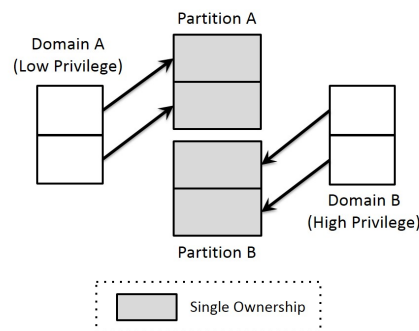 Partition A
Domain A
(Low Privilege)
Domain B
(High Privilege)
Partition B
Single Ownership